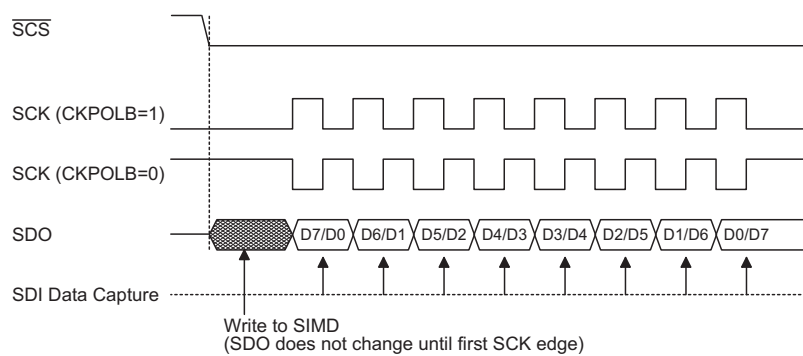 SCS
SCK (CKPOLB=1)
SCK (CKPOLB=0)
SDO D7/D0 D6/D1 D5/D2 D4/D3 D3/D4 D2/D5 D1/D6 D0/D7
SDI Data Capture
Write to SIMD
(SDO does not change until first SCK edge)